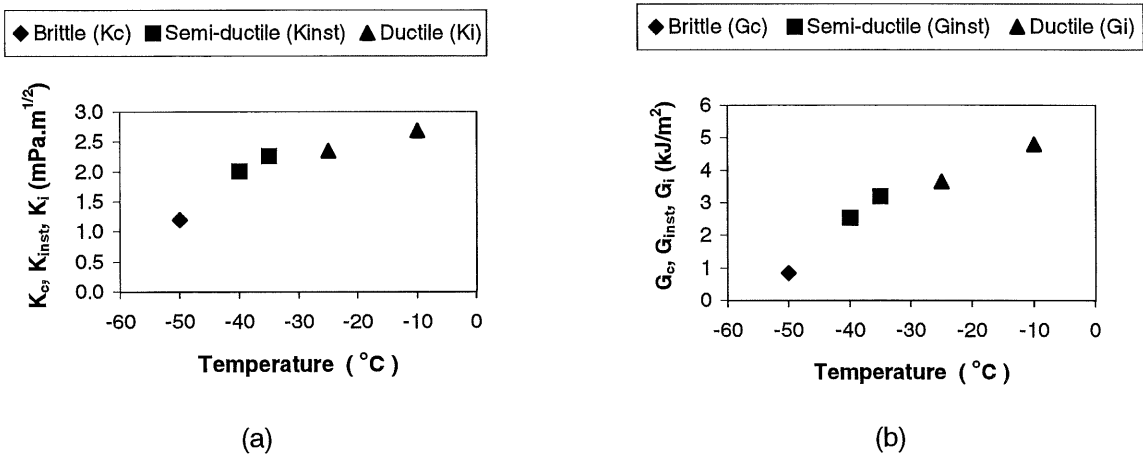 Brittle (Kc) Semi-ductile (Kinst) Ductile (Ki)
Kc, Kinst, Ki (mPa.m1/2)
3.0
2.5
2.0
1.5
1.0
0.5
0.0
-60 -50 -40 -30 -20 -10 0
Temperature ( °C)
(a)
Brittle (Gc) Semi-ductile (Ginst) Ductile (Gi)
Gc, Ginst, Gi (kJ/m2)
6
5
4
3
2
1
0
-60 -50 -40 -30 -20 -10 0
Temperature ( °C)
(b)